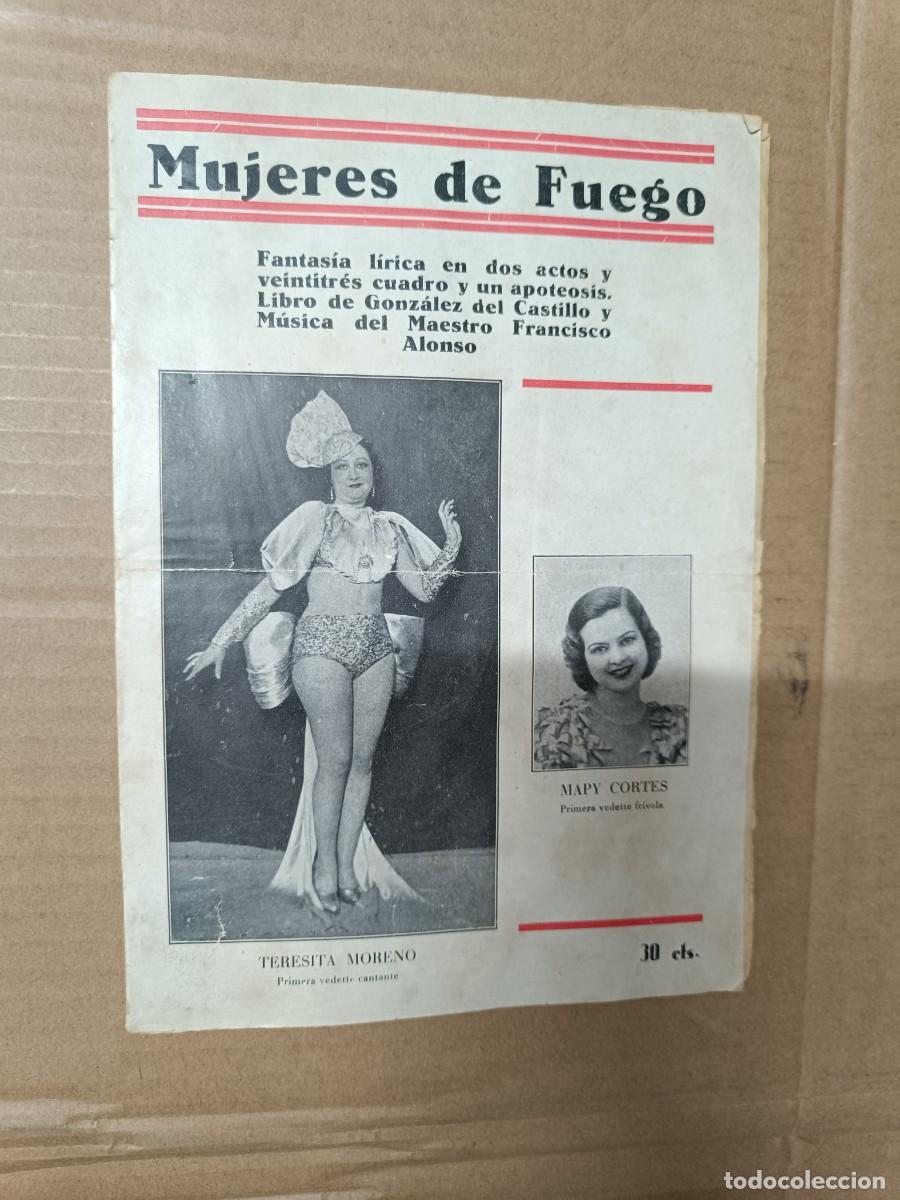 Mujeres de Fuego
Fantasía lírica en dos actos y
veintitrés cuadro y un apoteosis.
Libro de González del Castillo y
Música del Maestro Francisco
Alonso
MAPY CORTES
Primera vedette frívola
TERESITA MORENO
Primera vedette cantante
30 cts.
todocoleccion